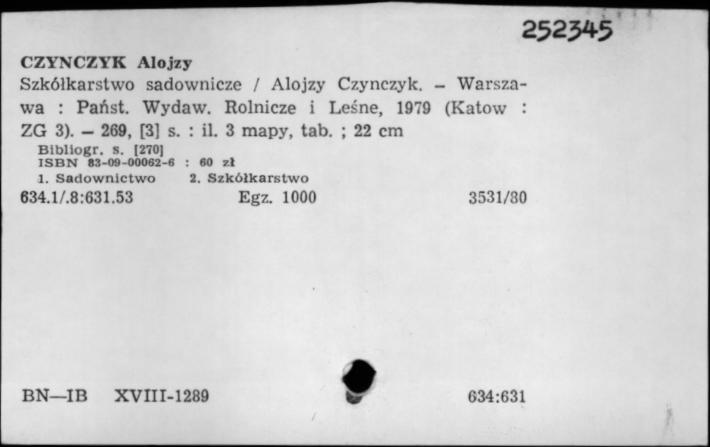 252345
CZYNCZYK Alojzy
Szkółkarstwo sadownicze / Alojzy Czynczyk. — Warsza-
wa : Państ. Wydaw. Rolnicze i Leśne, 1979 (Katow :
ZG 3). — 269, [3] s. : il. 3 mapy, tab. ; 22 cm
Bibliogr. s. [270]
ISBN 83-09-00062-6 : 60 zł
1. Sadownictwo 2. Szkółkarstwo
634.1/.8:631.53 Egz. 1000 3531/80
BN—IB XVIII-1289 634:631